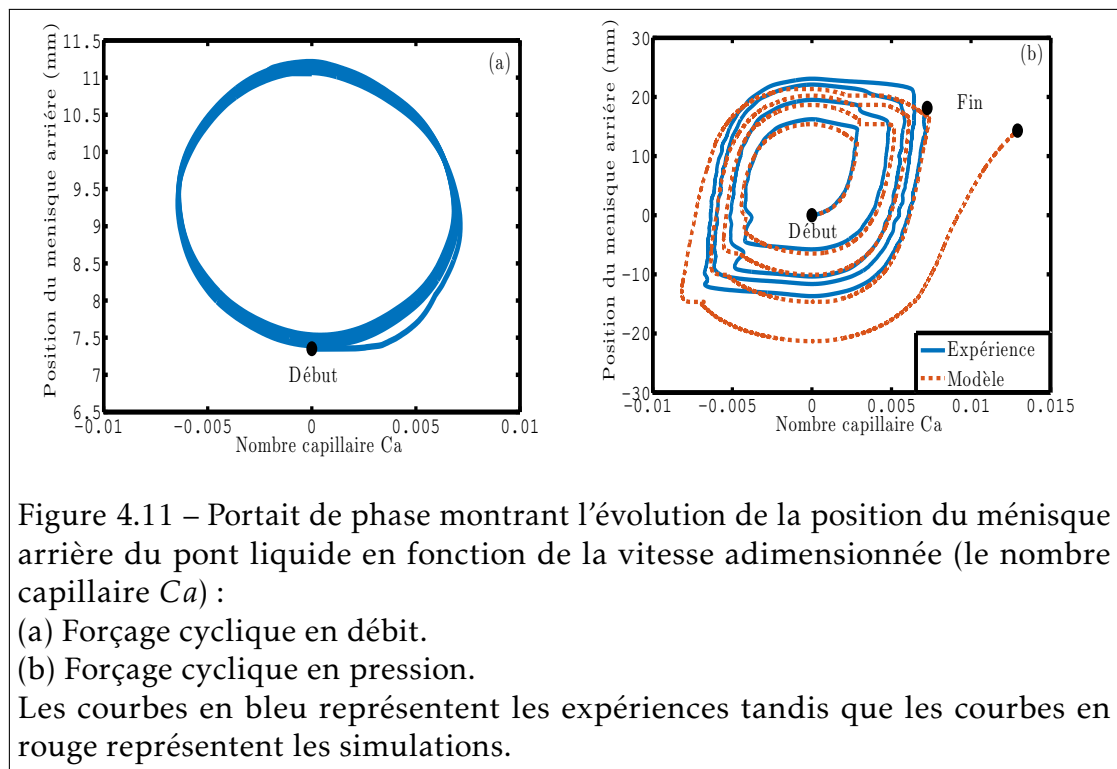 Position du menisque arriére (mm)
11.5
11
10.5
10
9.5
9
8.5
8
7.5
7
6.5
(a)
Début
−0.01
−0.005
0
0.005
0.01
Nombre capillaire Ca
Position du menisque arriére (mm)
30
20
10
0
−10
−20
−30
(b)
Fin
Début
Expérience
Modèle
−0.01
−0.005
0
0.005
0.01
0.015
Nombre capillaire Ca
Figure 4.11 – Portait de phase montrant l'évolution de la position du ménisque
arrière du pont liquide en fonction de la vitesse adimensionnée (le nombre
capillaire Ca) :
(a) Forçage cyclique en débit.
(b) Forçage cyclique en pression.
Les courbes en bleu représentent les expériences tandis que les courbes en
rouge représentent les simulations.